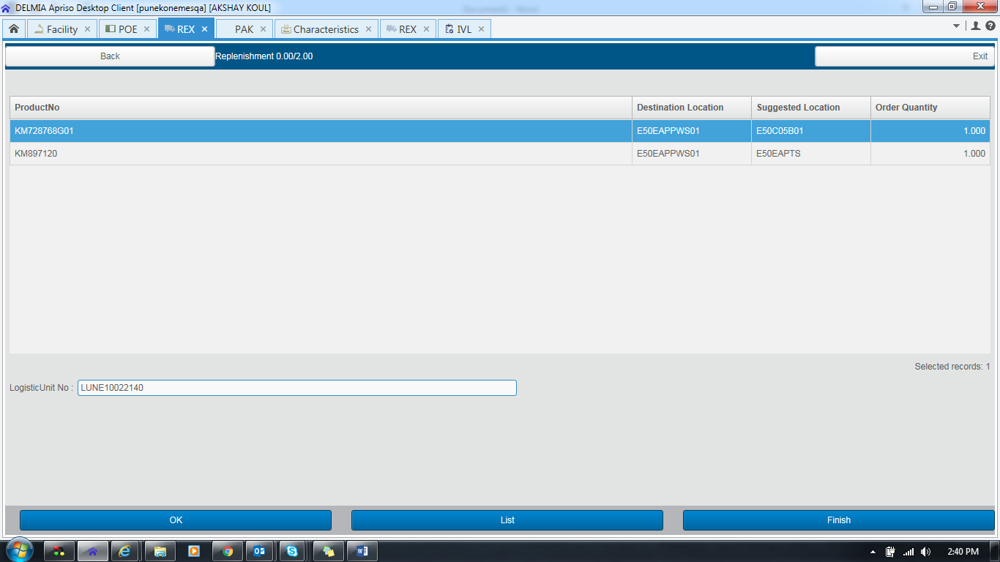 DELMIA Apriso Desktop Client [punekonemesqa] [AKSHAY KOUL]
Facility POE REX PAK Characteristics REX IVL
Back Replenishment 0.00/2.00 Exit
ProductNo Destination Location Suggested Location Order Quantity
KM728768G01 E50EAPPWS01 E50C05B01 1.000
KM897120 E50EAPPWS01 E50EAPTS 1.000
Selected records: 1
LogisticUnit No : LUNE10022140
OK List Finish
2:40 PM